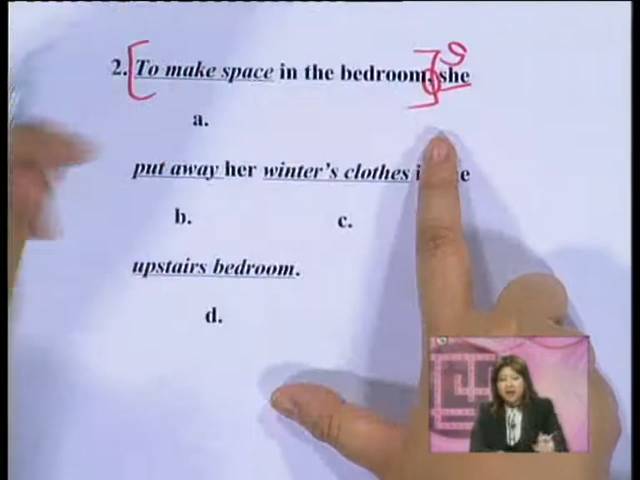 2. To make space in the bedroom, she
a.
put away her winter's clothes
b. c.
upstairs bedroom.
d.